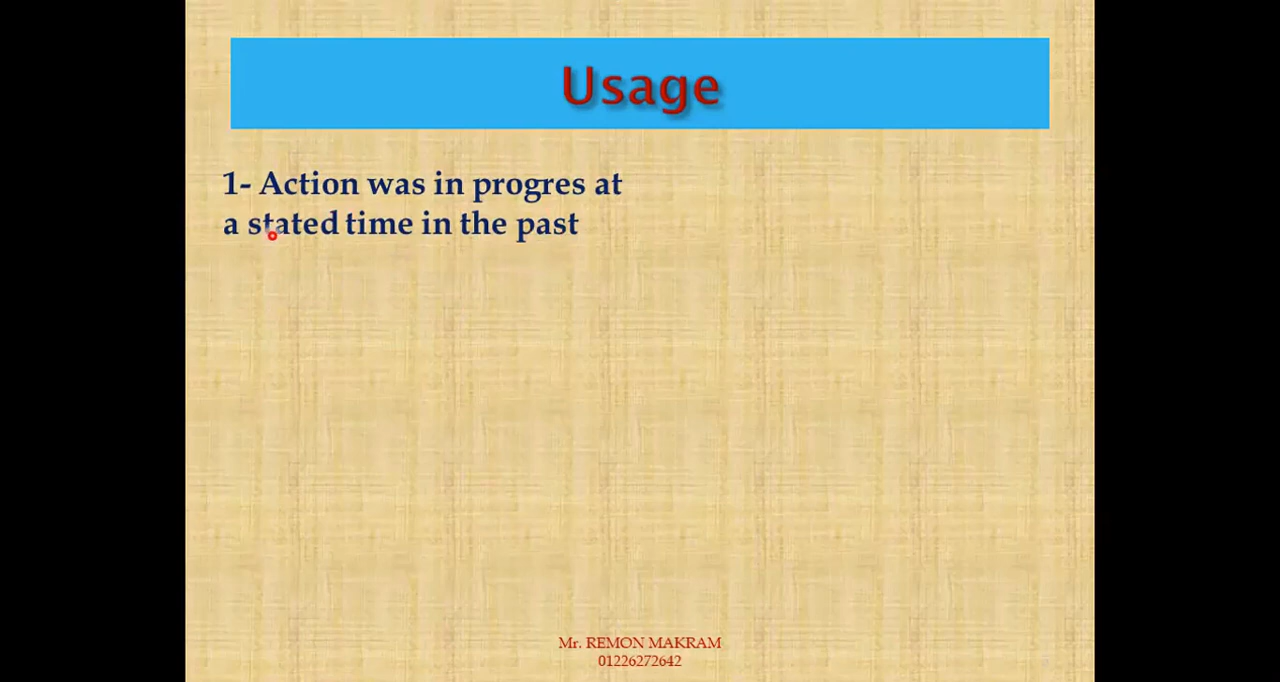 Usage
1- Action was in progres at
a stated time in the past
Mr. REMON MAKRAM
01226272642